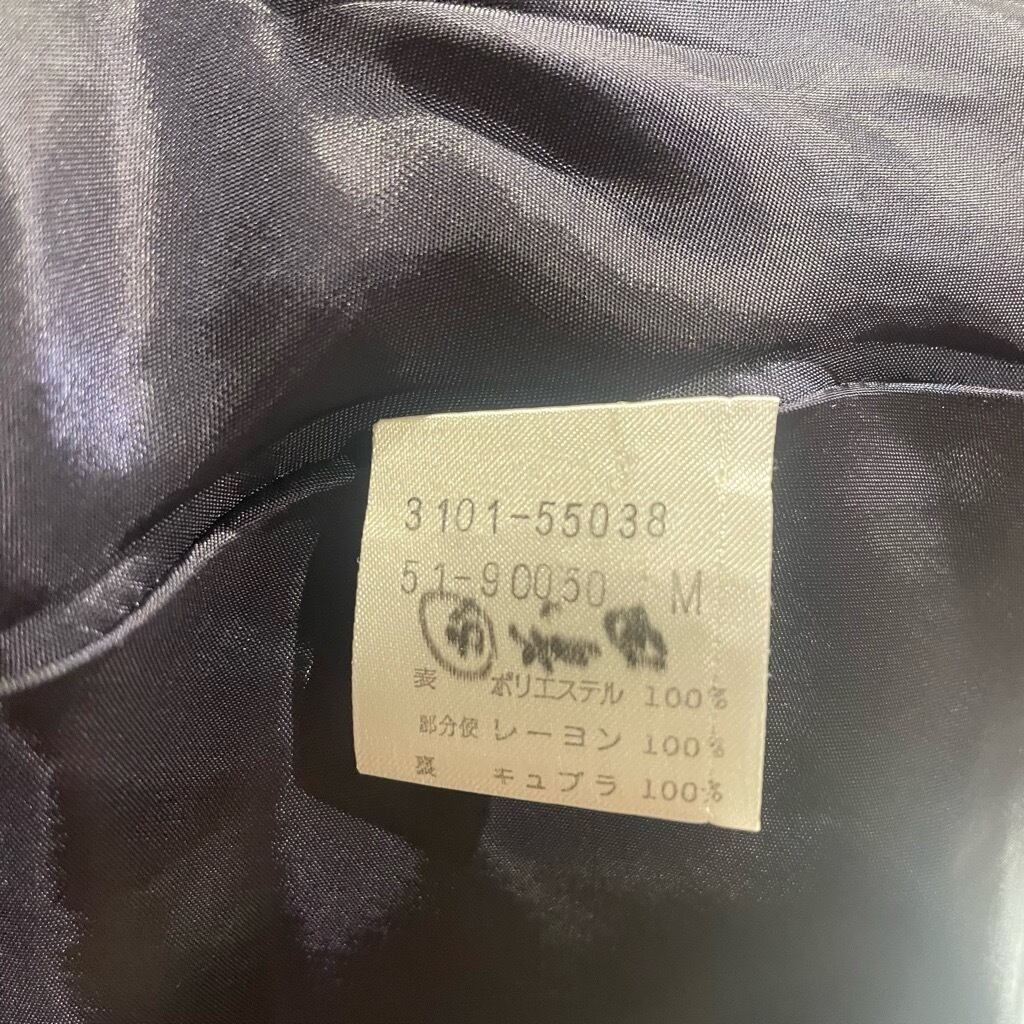 3101-55038
51-90050 M
表 ポリエステル 100%
部分使 レーヨン 100%
裏 キュプラ 100%